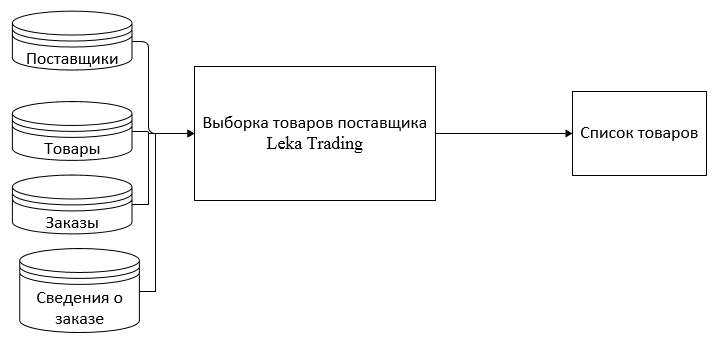 Поставщики
Товары
Заказы
Сведения о
заказе
Выборка товаров поставщика
Leka Trading
Список товаров